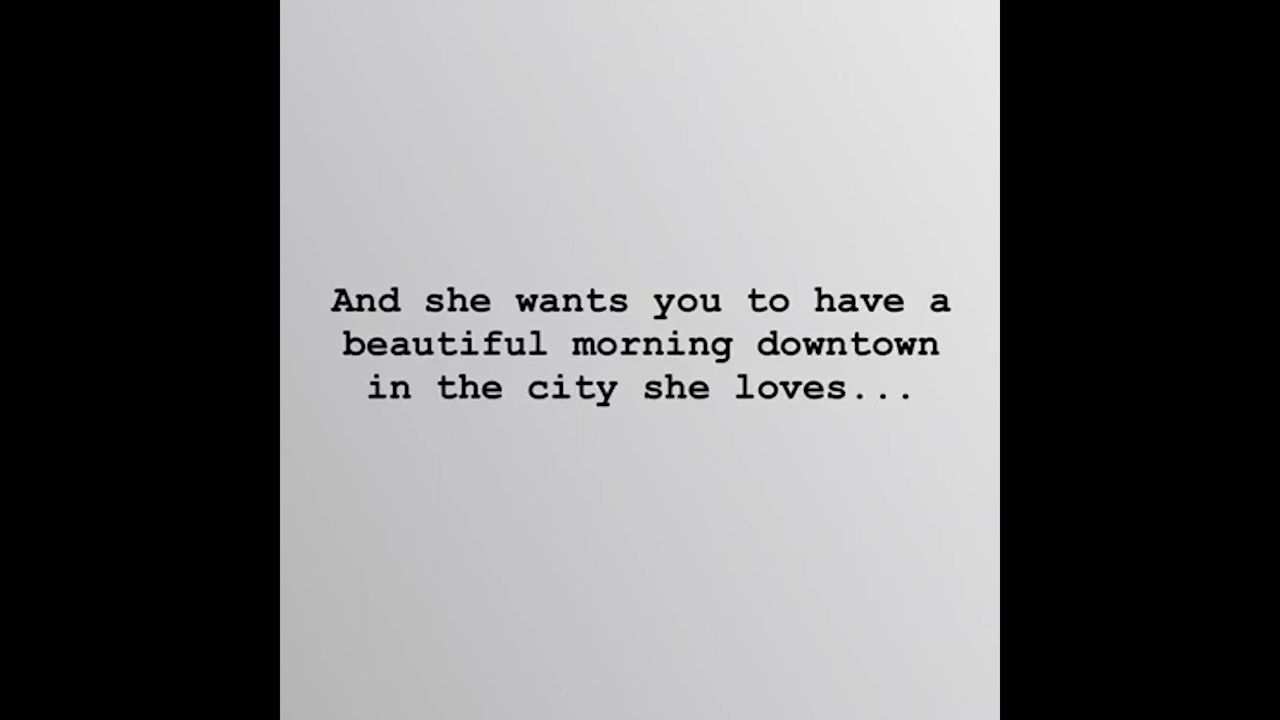 And she wants you to have a
beautiful morning downtown
in the city she loves...